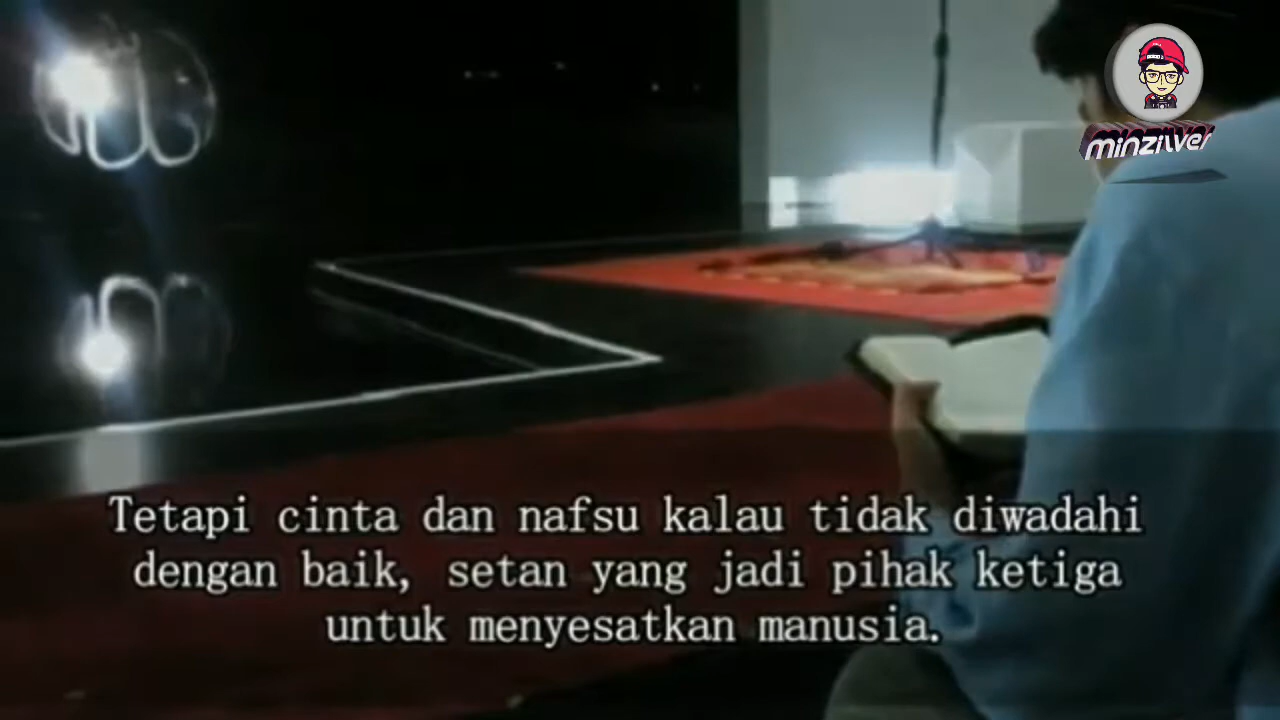 minzilver
Tetapi cinta dan nafsu kalau tidak diwadahi
dengan baik, setan yang jadi pihak ketiga
untuk menyesatkan manusia.